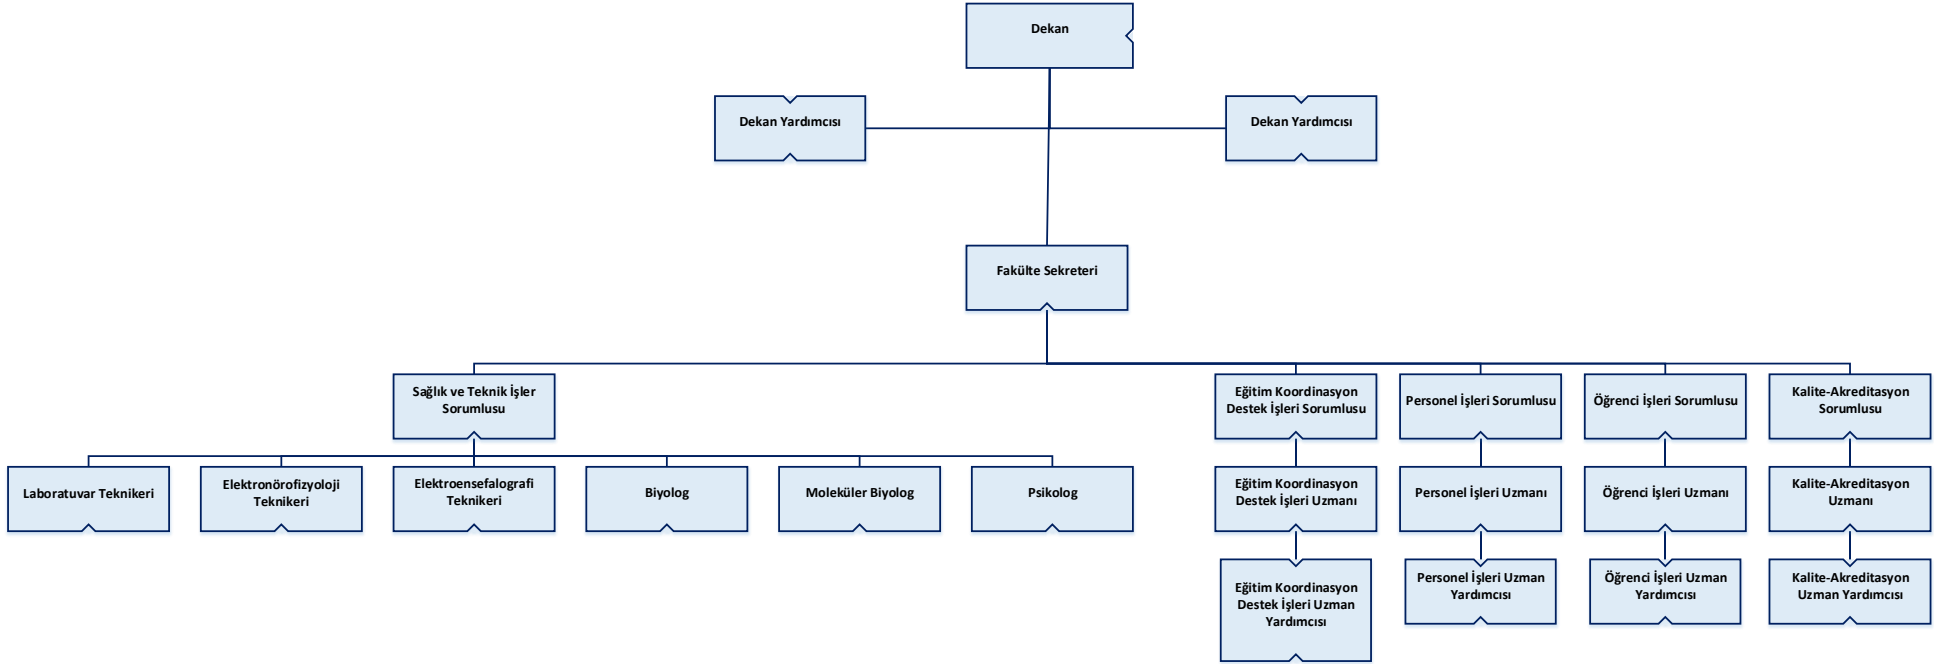 Dekan
Dekan Yardımcısı
Dekan Yardımcısı
Fakülte Sekreteri
Sağlık ve Teknik İşler
Sorumlusu
Eğitim Koordinasyon
Destek İşleri Sorumlusu
Personel İşleri Sorumlusu
Öğrenci İşleri Sorumlusu
Kalite-Akreditasyon
Sorumlusu
Laboratuvar Teknikeri
Elektronörofizyoloji
Teknikeri
Elektroensefalografi
Teknikeri
Biyolog
Moleküler Biyolog
Psikolog
Eğitim Koordinasyon
Destek İşleri Uzmanı
Personel İşleri Uzmanı
Öğrenci İşleri Uzmanı
Kalite-Akreditasyon
Uzmanı
Eğitim Koordinasyon
Destek İşleri Uzman
Yardımcısı
Personel İşleri Uzman
Yardımcısı
Öğrenci İşleri Uzman
Yardımcısı
Kalite-Akreditasyon
Uzman Yardımcısı